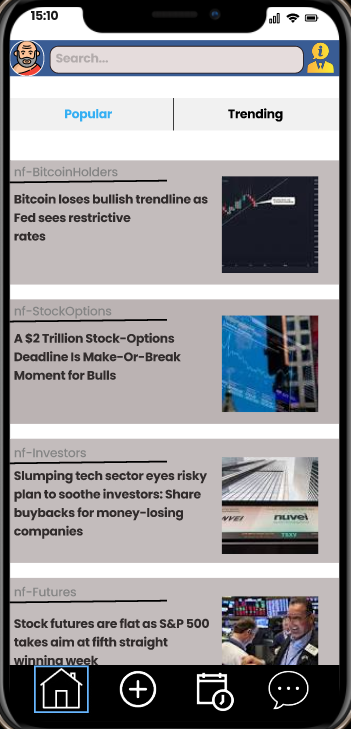 15:10
Search...
Popular
Trending
nf-BitcoinHolders
Bitcoin loses bullish trendline as
Fed sees restrictive
rates
nf-StockOptions
A $2 Trillion Stock-Options
Deadline Is Make-Or-Break
Moment for Bulls
nf-Investors
Slumping tech sector eyes risky
plan to soothe investors: Share
buybacks for money-losing
companies
nuvei
TAXV
nf-Futures
Stock futures are flat as S&P 500
takes aim at fifth straight
winning week